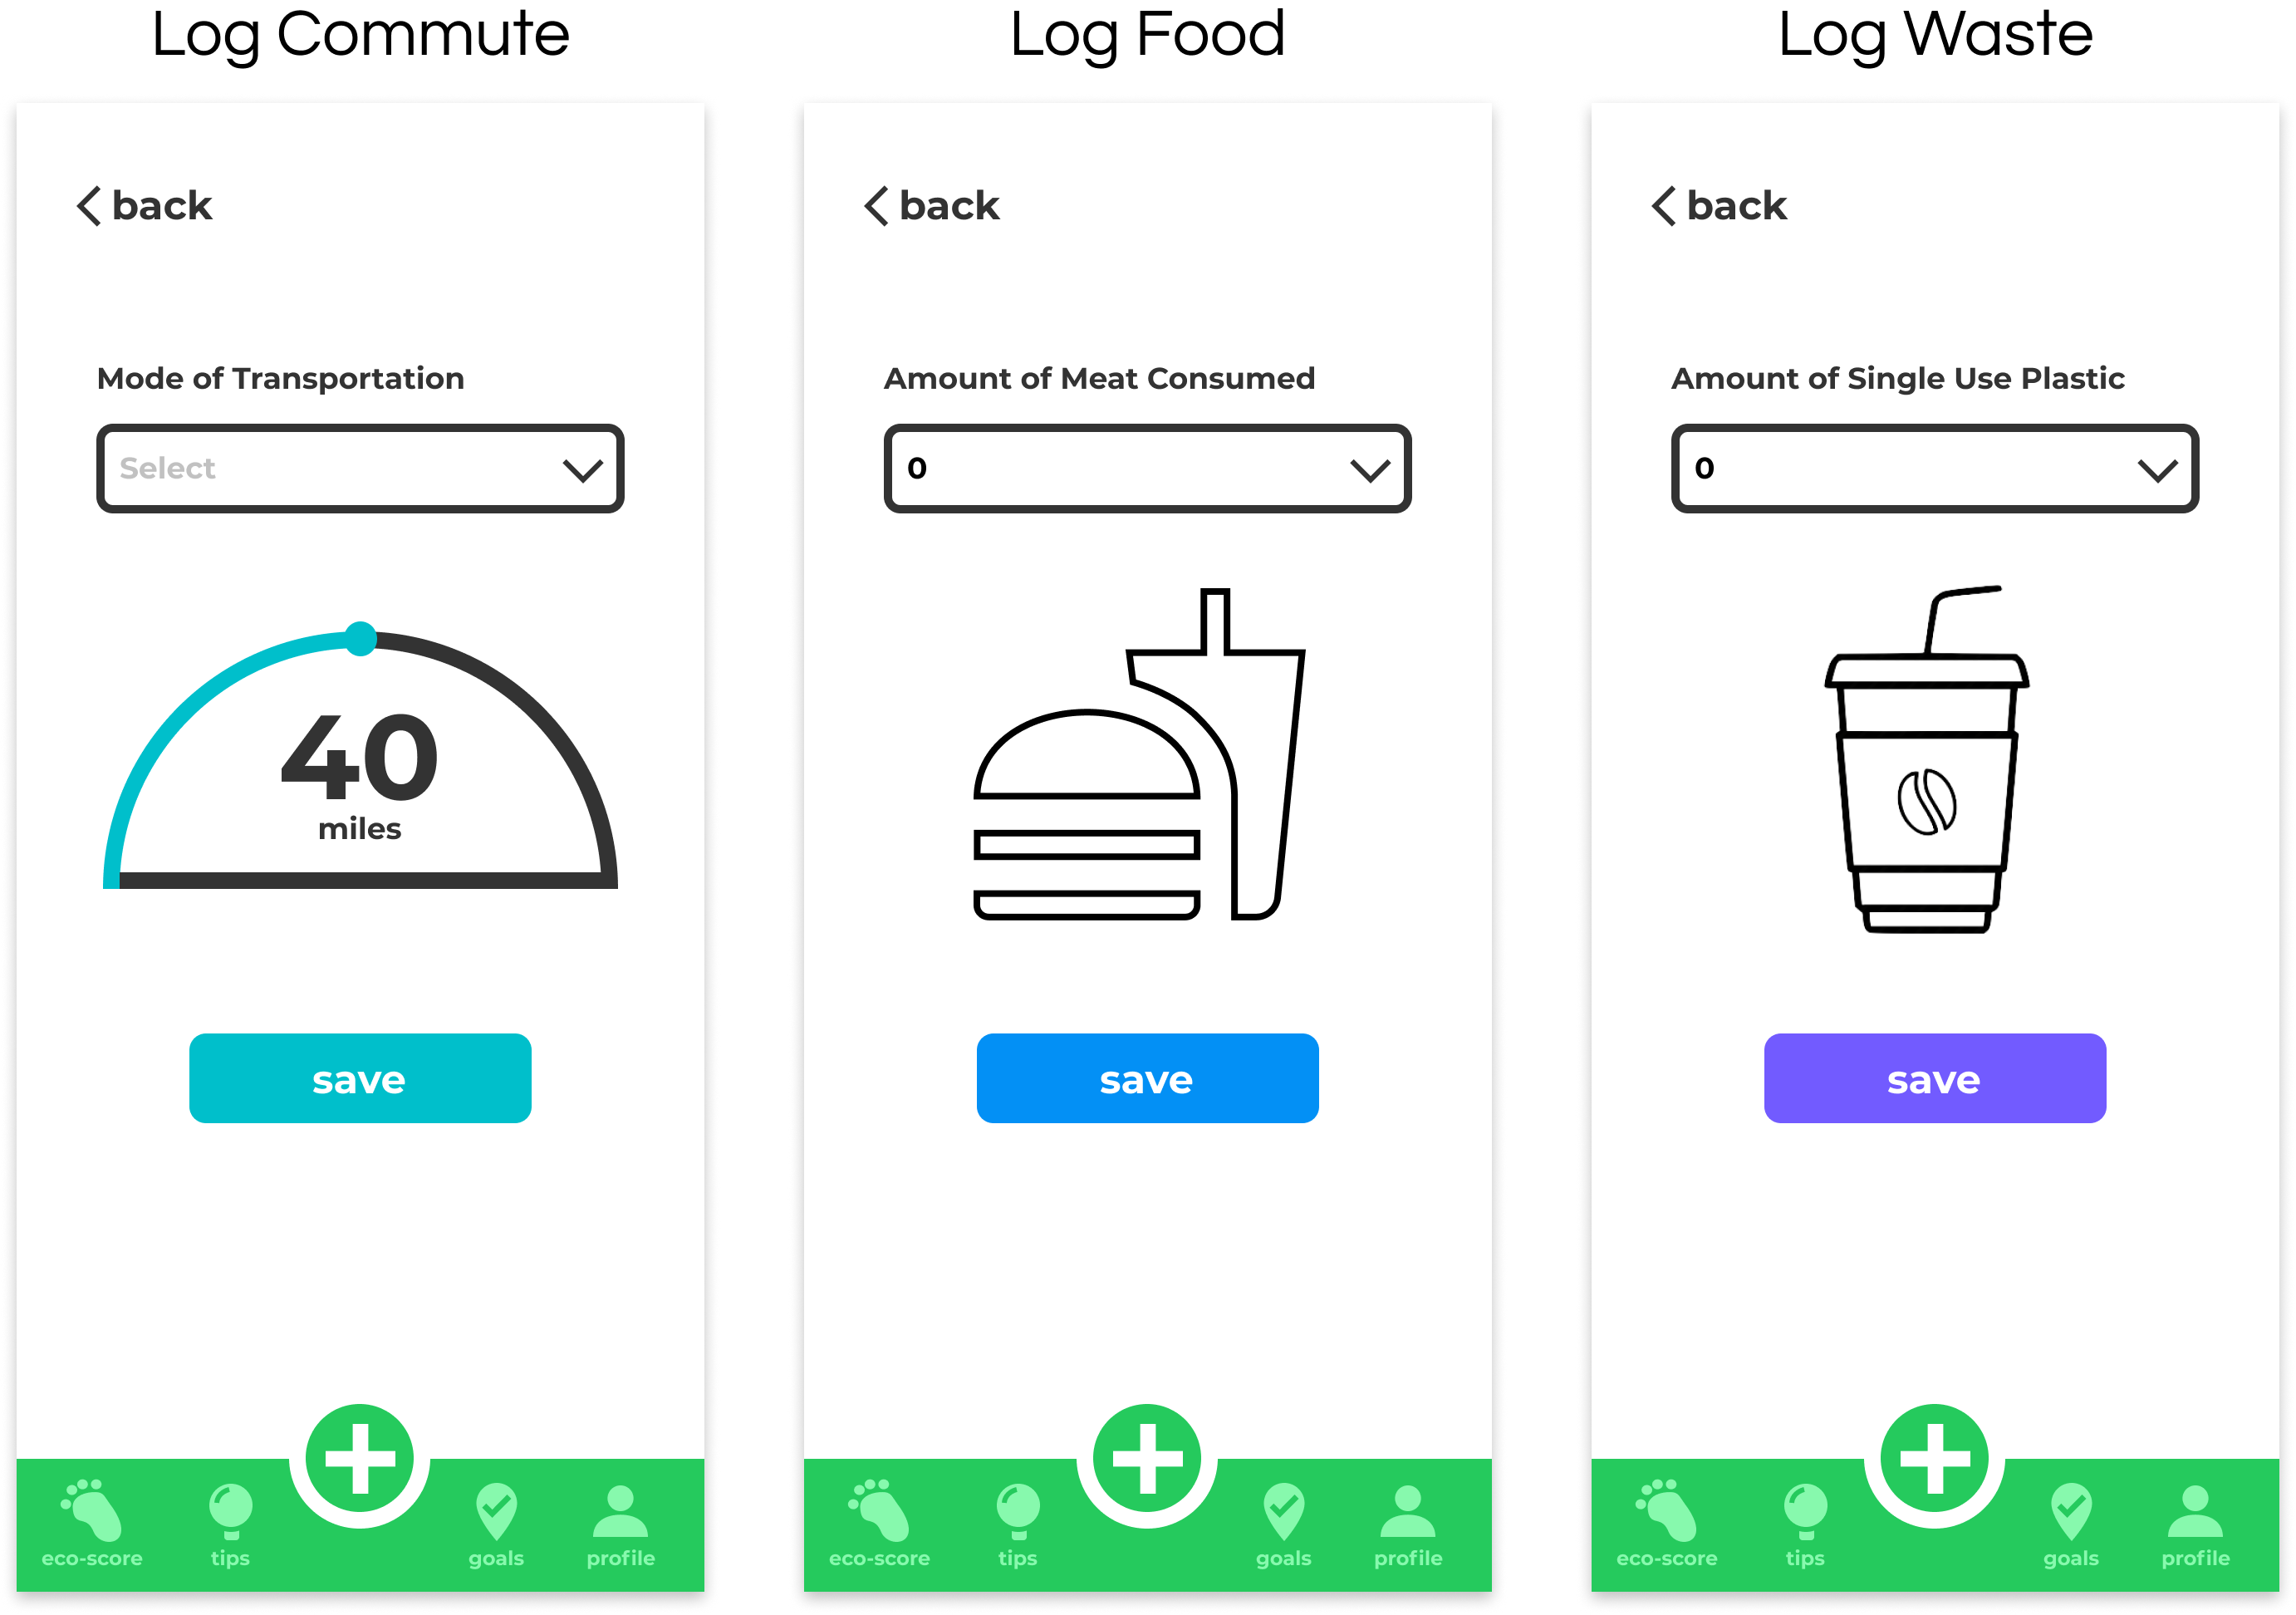 Log Commute
back
Mode of Transportation
Select
40
miles
save
eco-score
tips
goals
profile
Log Food
back
Amount of Meat Consumed
0
save
eco-score
tips
goals
profile
Log Waste
back
Amount of Single Use Plastic
0
save
eco-score
tips
goals
profile